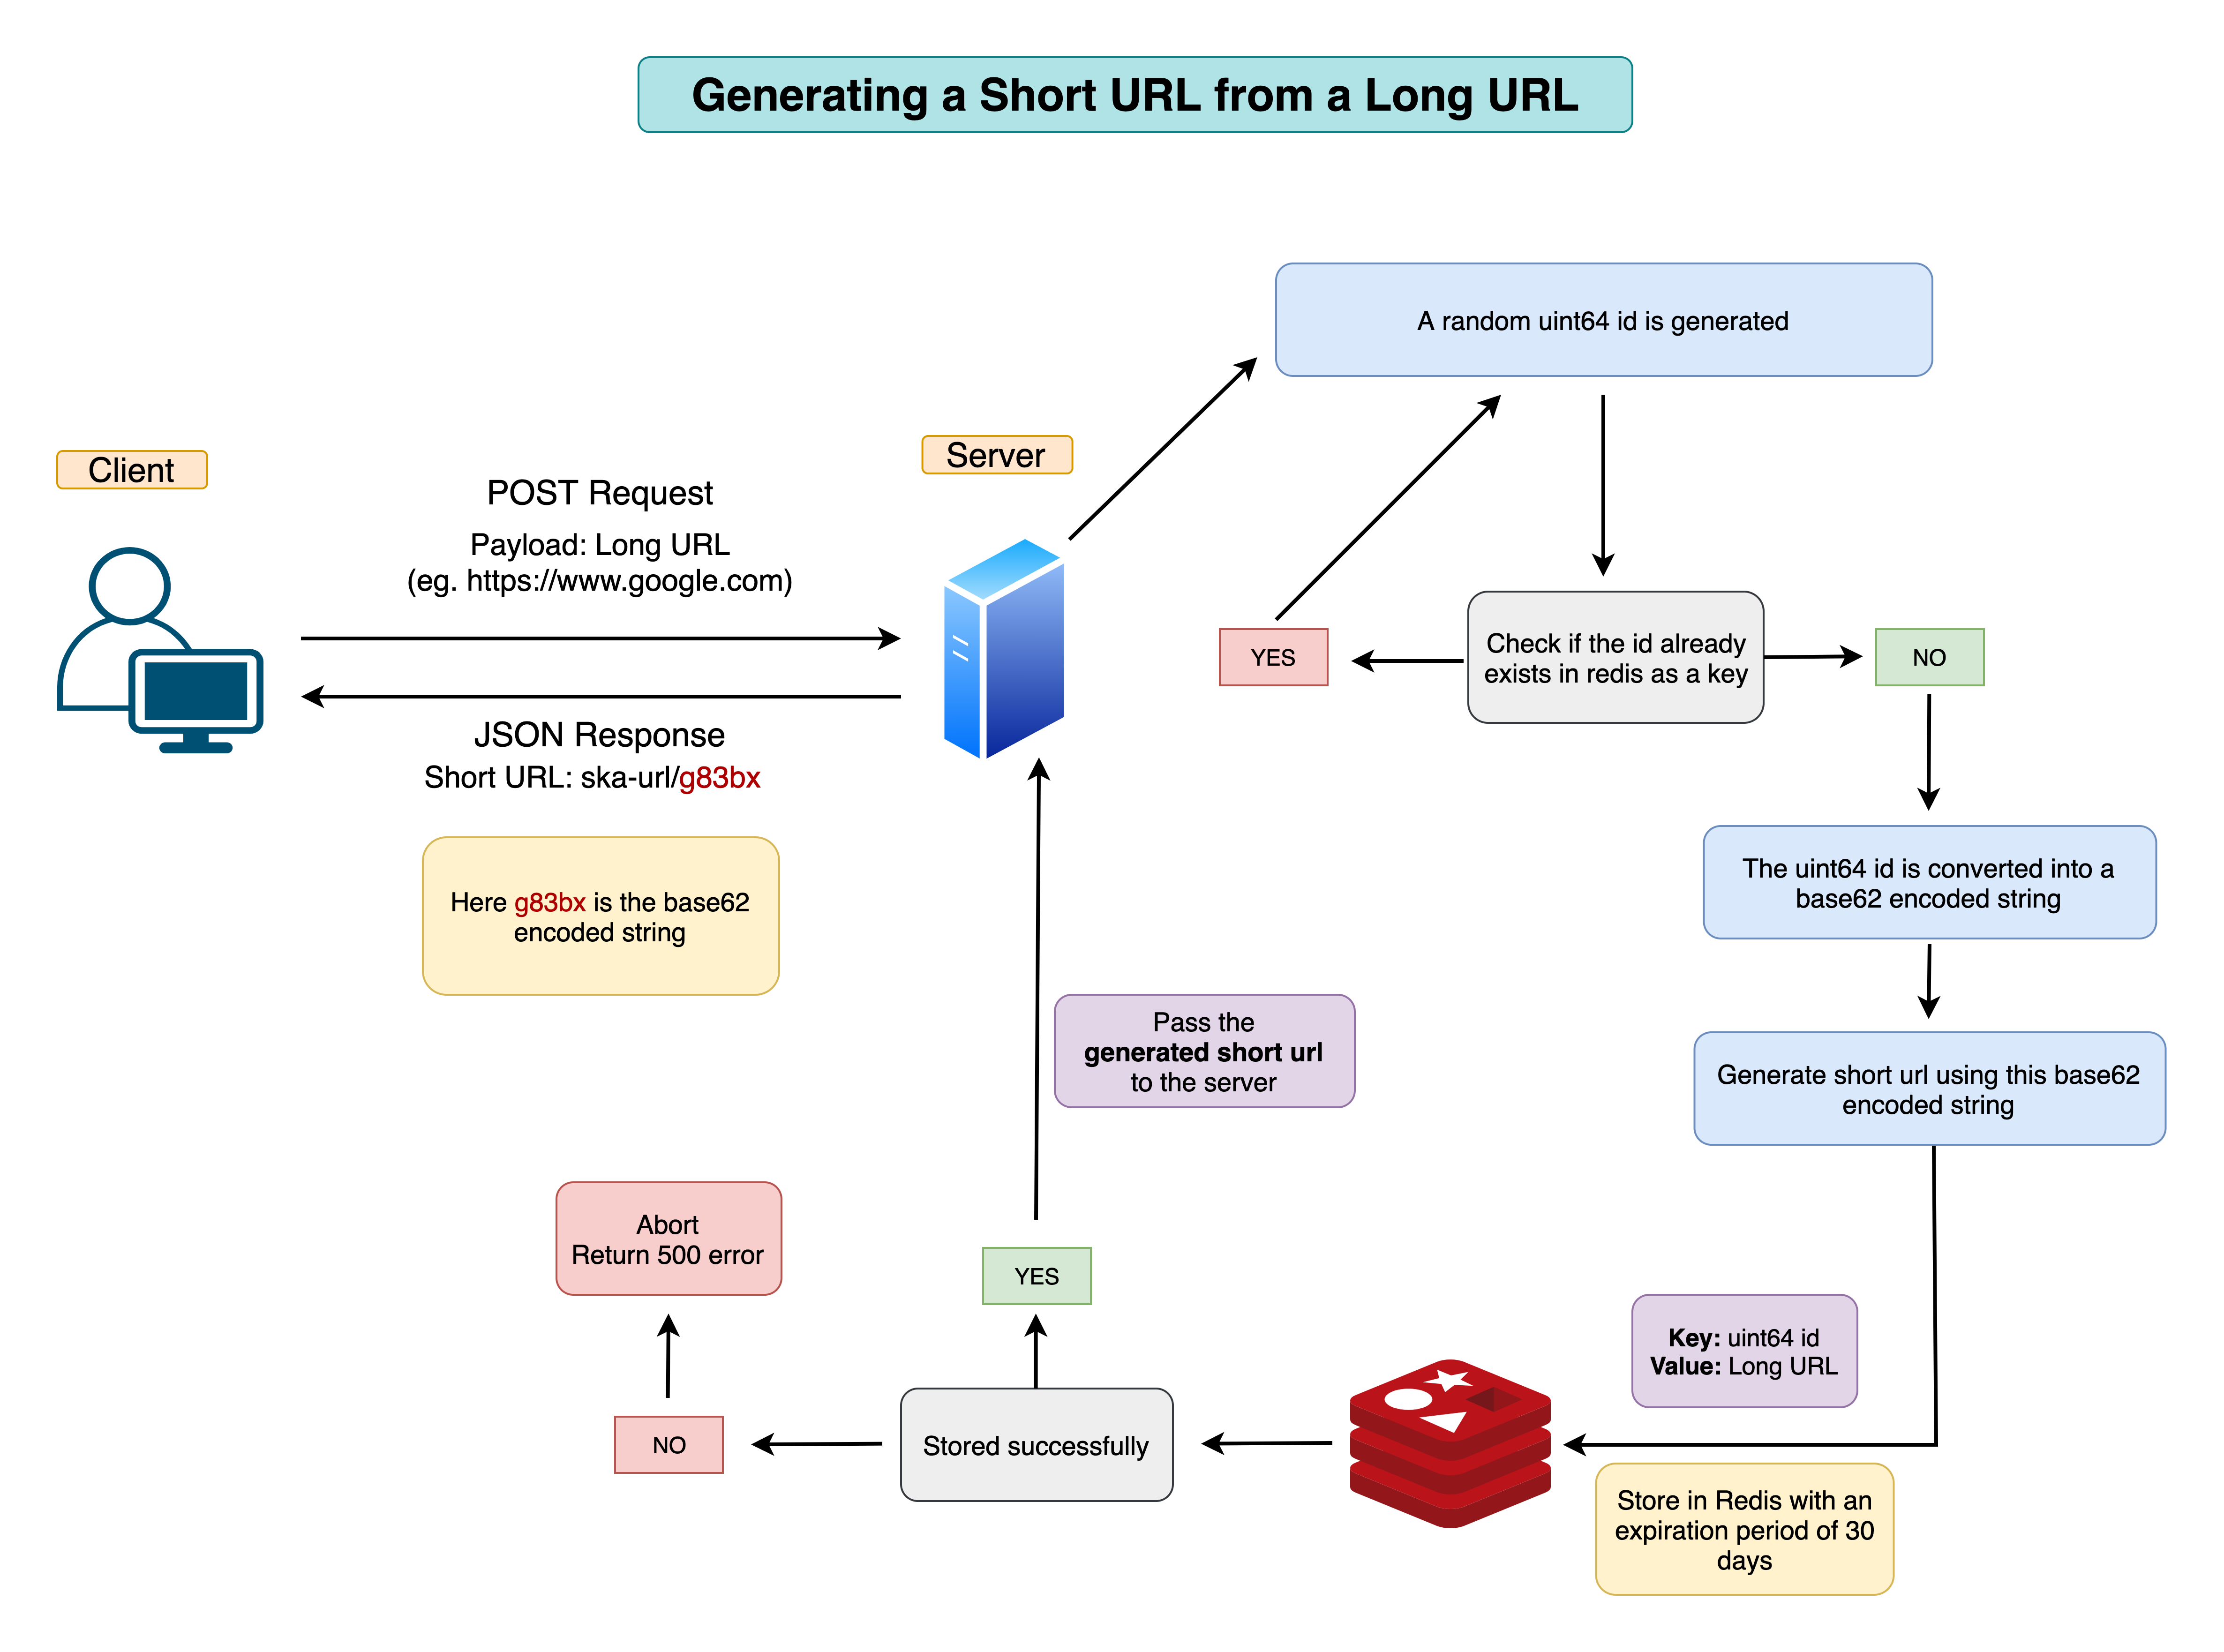 Generating a Short URL from a Long URL
A random uint64 id is generated
Client
Server
POST Request
Payload: Long URL
(eg. https://www.google.com)
JSON Response
Short URL: ska-url/g83bx
Here g83bx is the base62
encoded string
YES
Check if the id already
exists in redis as a key
NO
The uint64 id is converted into a
base62 encoded string
Generate short url using this base62
encoded string
Key: uint64 id
Value: Long URL
Store in Redis with an
expiration period of 30
days
Stored successfully
YES
Pass the
generated short url
to the server
NO
Abort
Return 500 error